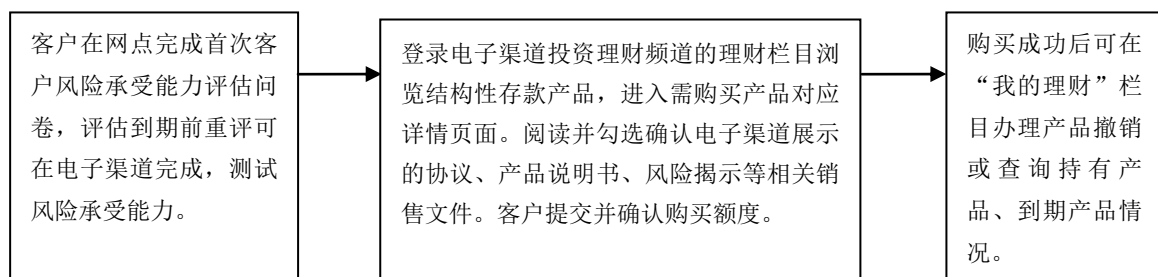 客户在网点完成首次客
户风险承受能力评估问
卷，评估到期前重评可
在电子渠道完成，测试
风险承受能力。
登录电子渠道投资理财频道的理财栏目浏
览结构性存款产品，进入需购买产品对应
详情页面。阅读并勾选确认电子渠道展示
的协议、产品说明书、风险揭示等相关销
售文件。客户提交并确认购买额度。
购买成功后可在
“我的理财”栏
目办理产品撤销
或查询持有产
品、到期产品情
况。